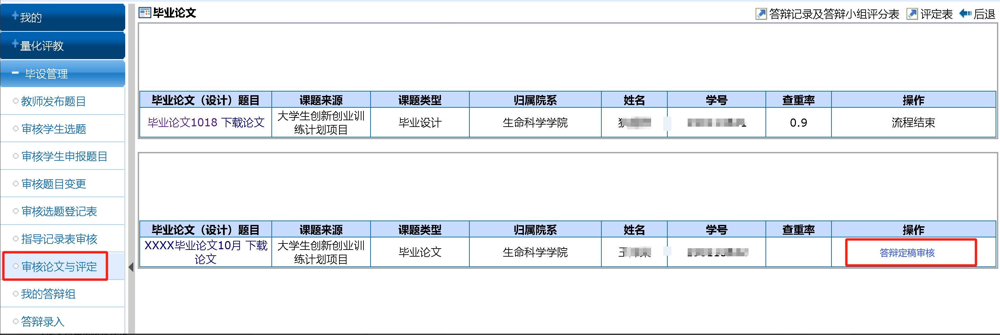 我的
量化评教
毕设管理
教师发布题目
审核学生选题
审核学生申报题目
审核题目变更
审核选题登记表
指导记录表审核
审核论文与评定
我的答辩组
答辩录入
毕业论文
答辩记录及答辩小组评分表 评定表 后退
毕业论文（设计）题目 课题来源 课题类型 归属院系 姓名 学号 查重率 操作
毕业论文1018 下载论文 大学生创新创业训 毕业设计 生命科学学院 0.9 流程结束
练计划项目
毕业论文（设计）题目 课题来源 课题类型 归属院系 姓名 学号 查重率 操作
XXXX毕业论文10月 下载 大学生创新创业训 毕业论文 生命科学学院 答辩定稿审核
论文 练计划项目